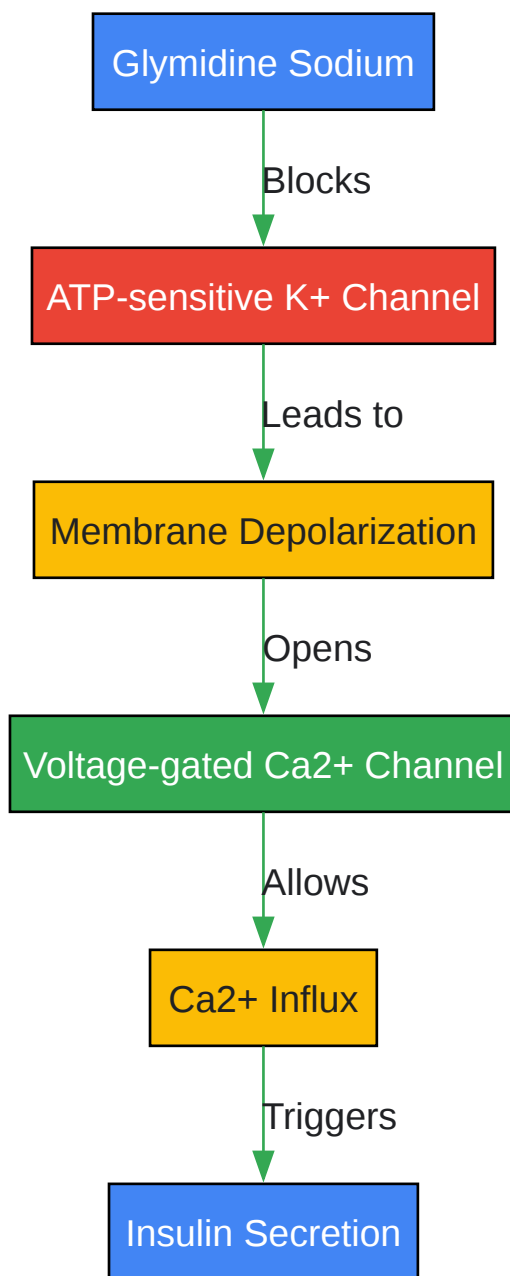 Glymidine Sodium
Blocks
ATP-sensitive K+ Channel
Leads to
Membrane Depolarization
Opens
Voltage-gated Ca2+ Channel
Allows
Ca2+ Influx
Triggers
Insulin Secretion